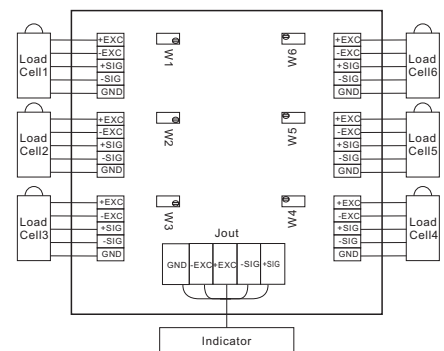 Load
Cell1
+EXC
-EXC
+SIG
-SIG
GND
W1
W6
+EXC
-EXC
+SIG
-SIG
GND
Load
Cell6
Load
Cell2
+EXC
-EXC
+SIG
-SIG
GND
W2
W5
+EXC
-EXC
+SIG
-SIG
GND
Load
Cell5
Load
Cell3
+EXC
-EXC
+SIG
-SIG
GND
W3
W4
+EXC
-EXC
+SIG
-SIG
GND
Load
Cell4
Jout
GND -EXC +EXC -SIG +SIG
Indicator